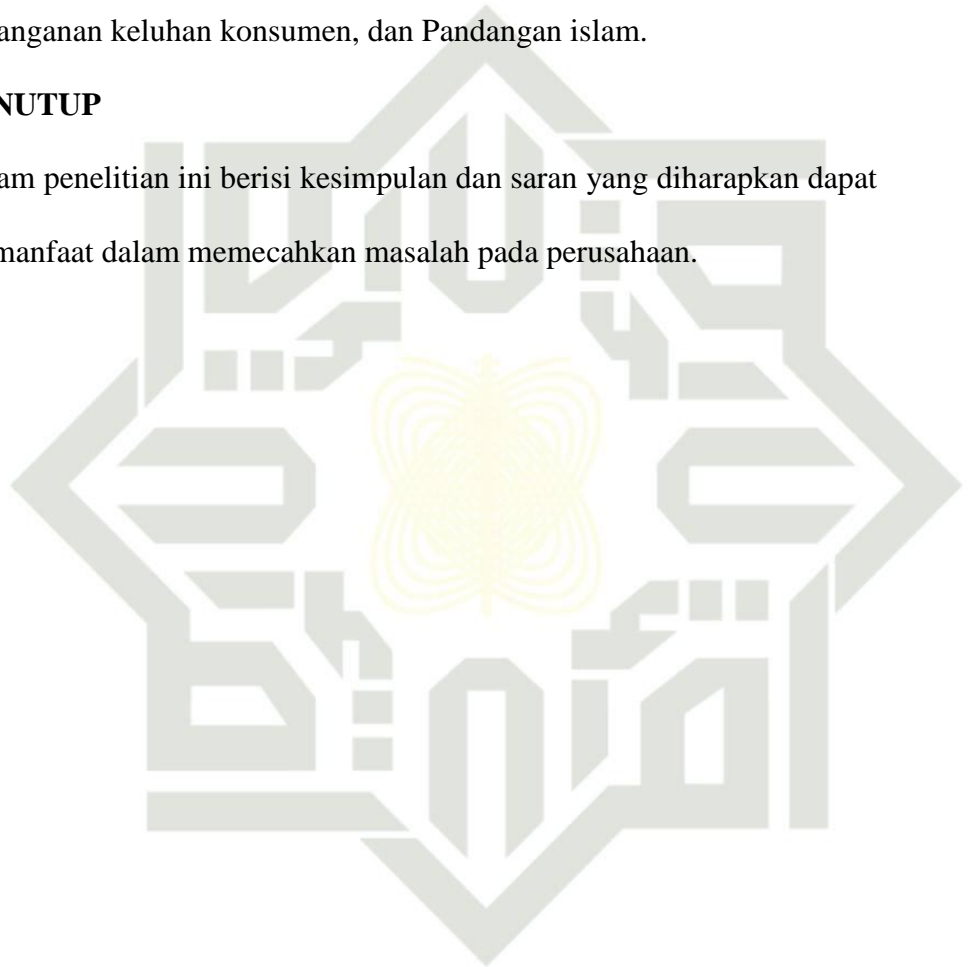 anganan keluhan konsumen, dan Pandangan islam.
NUTUP
am penelitian ini berisi kesimpulan dan saran yang diharapkan dapat
manfaat dalam memecahkan masalah pada perusahaan.